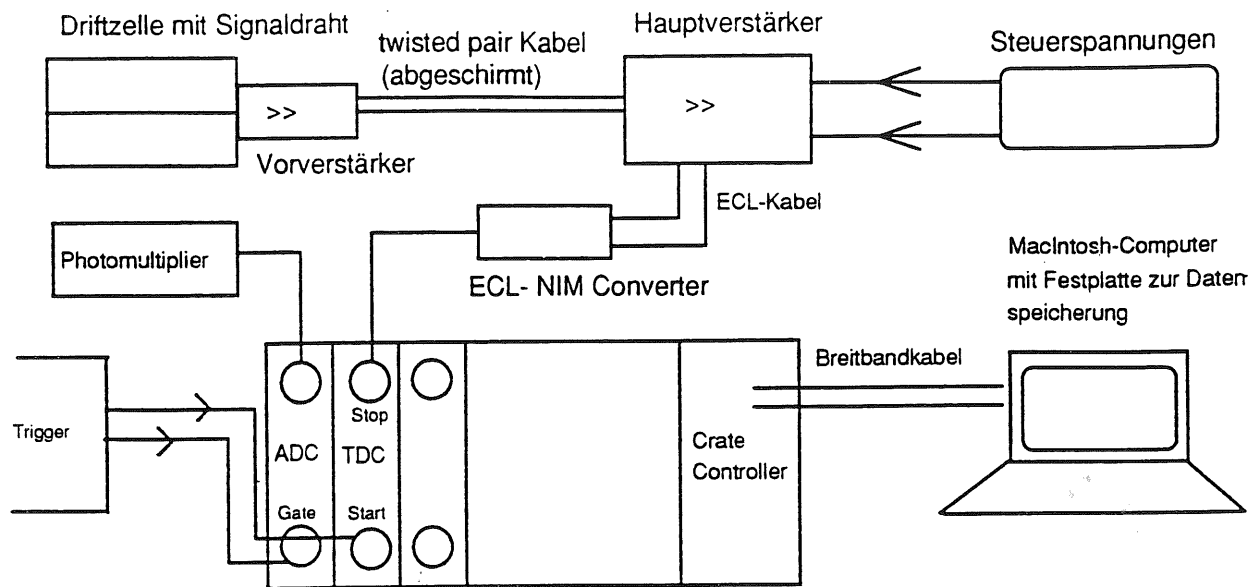 Driftzelle mit Signaldraht
twisted pair Kabel
(abgeschirmt)
Hauptverstärker
Steuerspannungen
>>
>>
Vorverstärker
ECL-Kabel
Photomultiplier
ECL- NIM Converter
MacIntosh-Computer
mit Festplatte zur Daten-
speicherung
Breitbandkabel
Trigger
Stop
ADC
TDC
Crate
Controller
Gate
Start